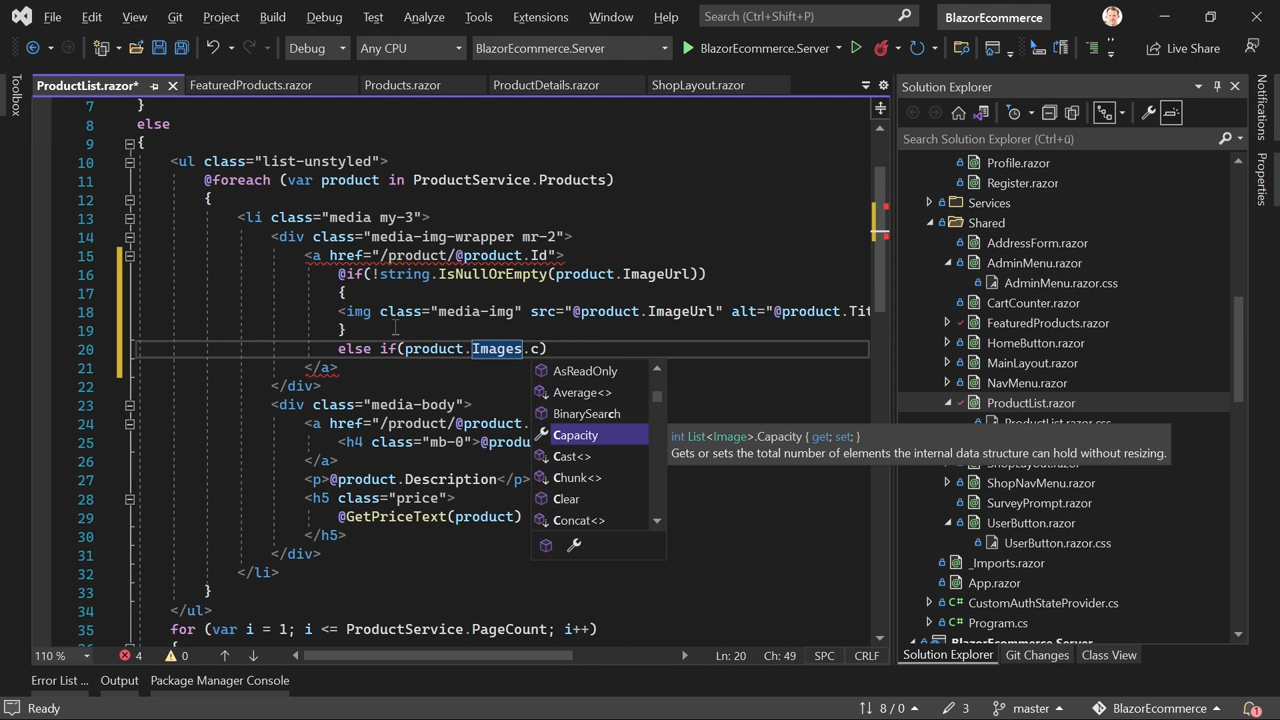 File Edit View Git Project Build Debug Test Analyze Tools Extensions Window Help Search (Ctrl+Shift+P) BlazorEcommerce
Debug Any CPU BlazorEcommerce.Server BlazorEcommerce.Server Live Share
Toolbox
ProductList.razor* FeaturedProducts.razor Products.razor ProductDetails.razor ShopLayout.razor
7 }
8 else
9 {
10 <ul class="list-unstyled">
11 @foreach (var product in ProductService.Products)
12 {
13 <li class="media my-3">
14 <div class="media-img-wrapper mr-2">
15 <a href="/product/@product.Id">
16 @if(!string.IsNullOrEmpty(product.ImageUrl))
17 {
18 <img class="media-img" src="@product.ImageUrl" alt="@product.Tit
19 }
20 else if(product.Images.c)
21 </a>
22 </div>
23 <div class="media-body">
24 <a href="/product/@product.
25 <h4 class="mb-0">@produ
26 </a>
27 <p>@product.Description</p>
28 <h5 class="price">
29 @GetPriceText(product)
30 </h5>
31 </div>
32 </li>
33 }
34 </ul>
35 for (var i = 1; i <= ProductService.PageCount; i++)
AsReadOnly
Average<>
BinarySearch
Capacity
Cast<>
Chunk<>
Clear
Concat<>
int List<Image>.Capacity { get; set; }
Gets or sets the total number of elements the internal data structure can hold without resizing.
110 % 4 0 Ln: 20 Ch: 49 SPC CRLF
Solution Explorer
Search Solution Explorer (Ctrl+ü)
Profile.razor
Register.razor
Services
Shared
AddressForm.razor
AdminMenu.razor
AdminMenu.razor.css
CartCounter.razor
FeaturedProducts.razor
HomeButton.razor
MainLayout.razor
NavMenu.razor
ProductList.razor
ProductList.razor.css
ShopLayout.razor
ShopNavMenu.razor
SurveyPrompt.razor
UserButton.razor
UserButton.razor.css
_Imports.razor
App.razor
CustomAuthStateProvider.cs
Program.cs
BlazorEcommerce.Server
Solution Explorer Git Changes Class View
Notifications
Properties
Error List ... Output Package Manager Console
Ready 8 / 0 3 master BlazorEcommerce 1